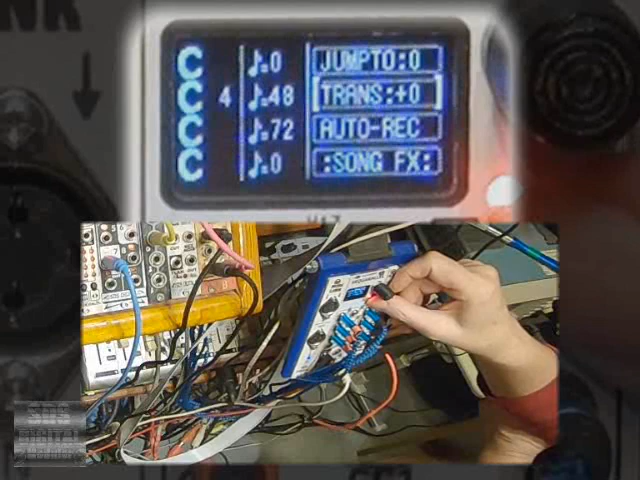 C ♪:0 JUMPTO:0
C 4 ♪:48 TRANS:+0
C ♪:72 AUTO-REC
C ♪:0 :SONG FX:
SDS
DIGITAL